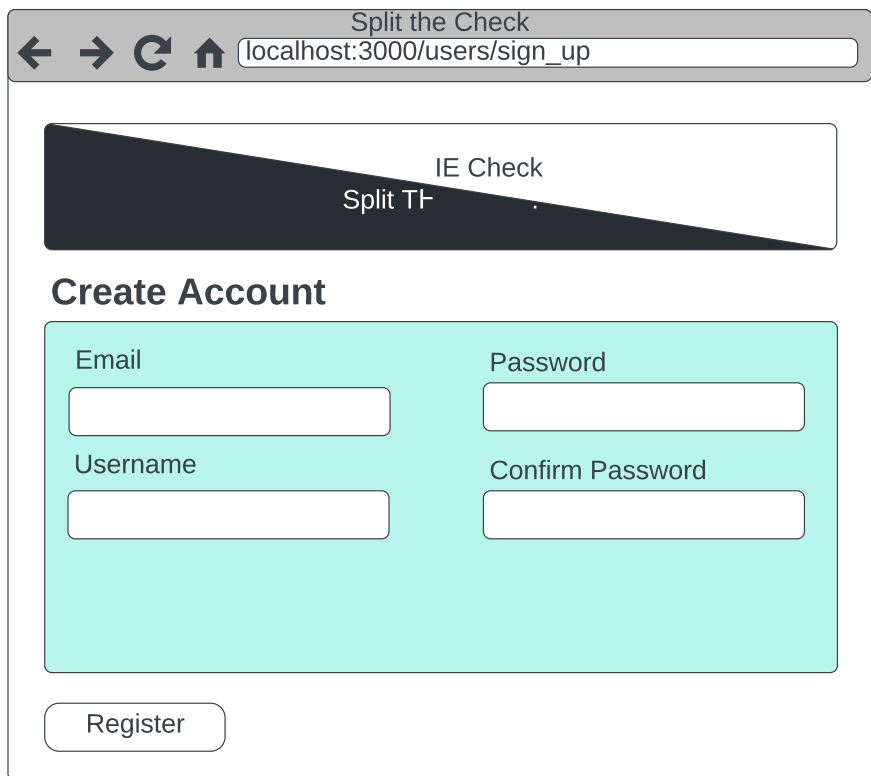 Split the Check
localhost:3000/users/sign_up
IE Check
Split TH
Create Account
Email
Password
Username
Confirm Password
Register